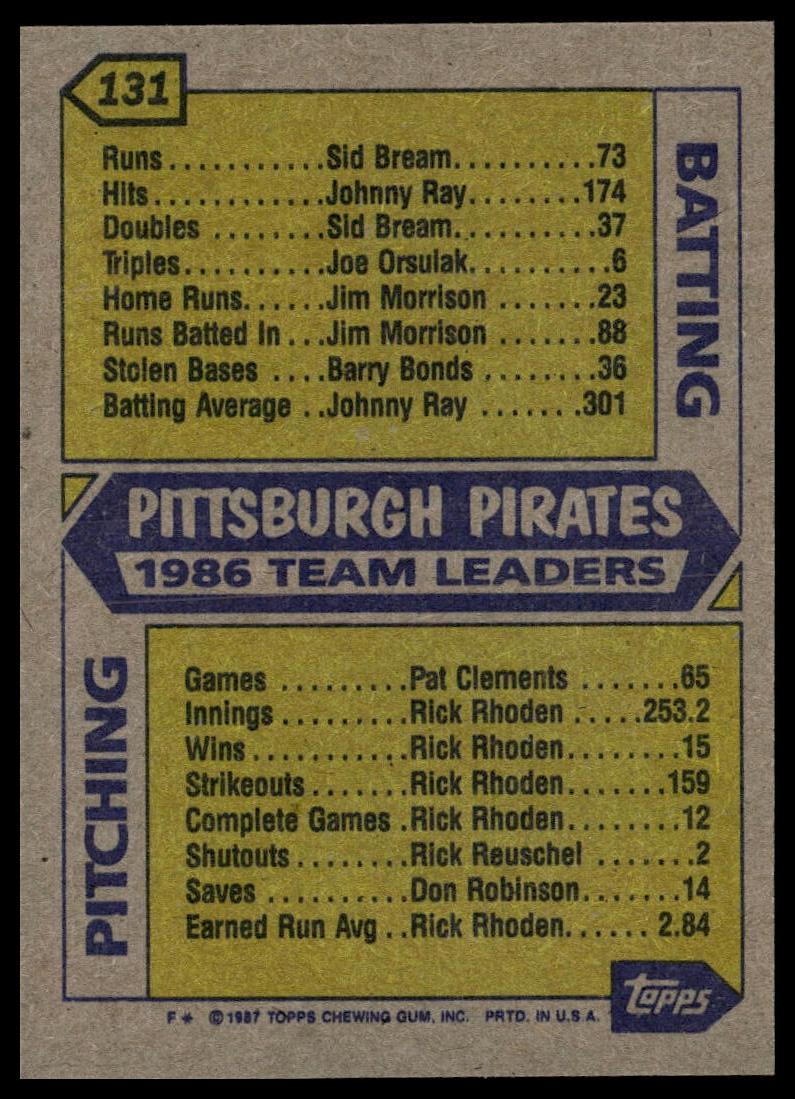 131
BATTING
Runs...........Sid Bream..........73
Hits............Johnny Ray........174
Doubles ........Sid Bream..........37
Triples..........Joe Orsulak..........6
Home Runs......Jim Morrison .......23
Runs Batted In...Jim Morrison .......88
Stolen Bases ....Barry Bonds ........36
Batting Average ..Johnny Ray .......301
PITTSBURGH PIRATES
1986 TEAM LEADERS
PITCHING
Games .........Pat Clements .......65
Innings.........Rick Rhoden .....253.2
Wins...........Rick Rhoden........15
Strikeouts.......Rick Rhoden.......159
Complete Games .Rick Rhoden........12
Shutouts........Rick Reuschel .......2
Saves ..........Don Robinson.......14
Earned Run Avg ..Rick Rhoden...... 2.84
topps
F* ©1987 TOPPS CHEWING GUM, INC. PRTD. IN U.S.A.